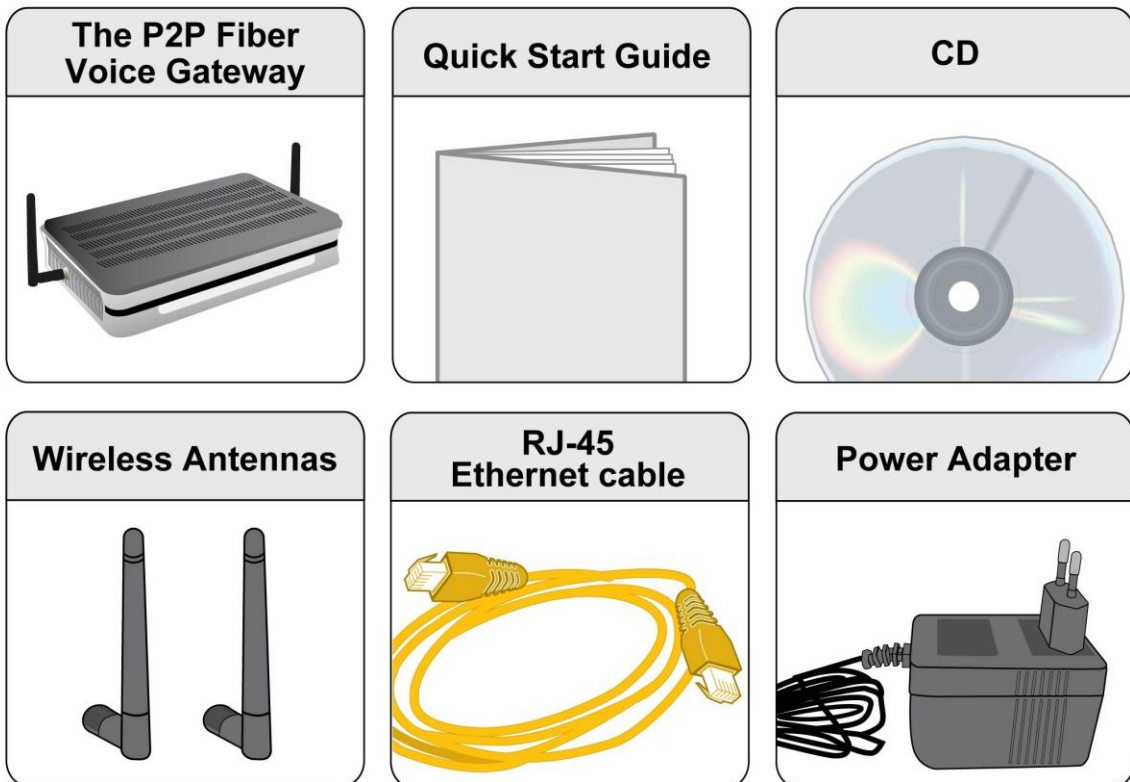 The P2P Fiber
Voice Gateway
Quick Start Guide
CD
Wireless Antennas
RJ-45
Ethernet cable
Power Adapter